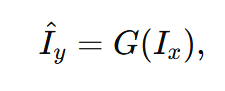 Î_y = G(I_x),